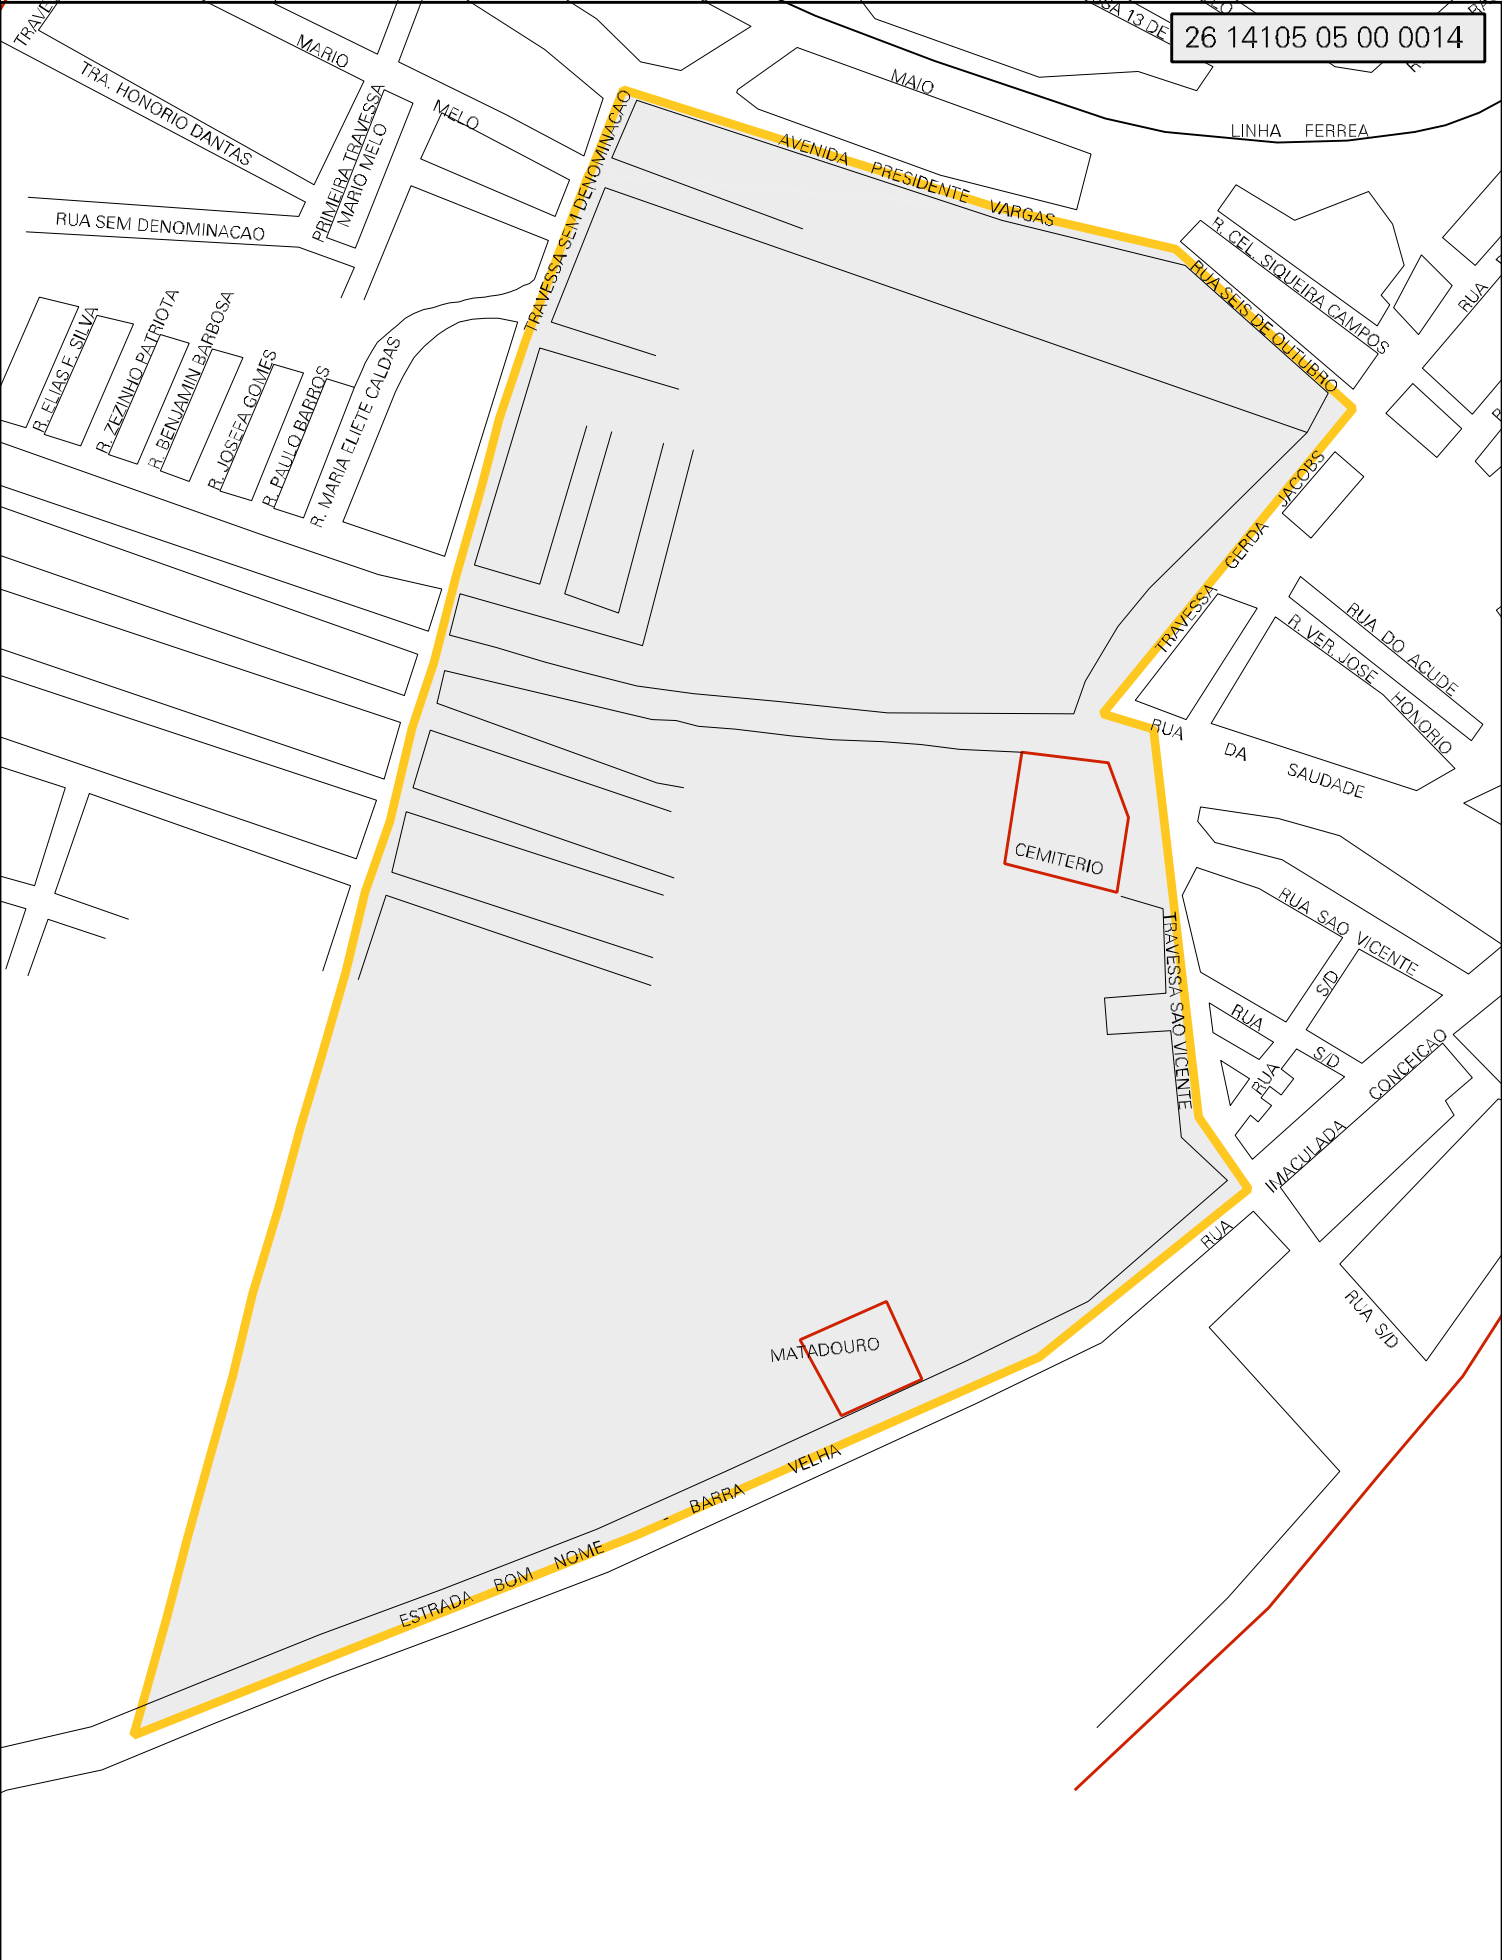 26 14105 05 00 0014
MARIO
MELO
TRA. HONORIO DANTAS
PRIMEIRA TRAVESSA
MARIO MELO
RUA SEM DENOMINACAO
TRAVESSA SEM DENOMINACAO
MAIO
LINHA FERREA
AVENIDA PRESIDENTE VARGAS
R. CEL. SIQUEIRA CAMPOS
RUA SEIS DE OUTUBRO
RUA
R. ELIAS F. SILVA
R. ZEZINHO PATRIOTA
R. BENJAMIN BARBOSA
R. JOSEFA GOMES
R. PAULO BARROS
R. MARIA ELIETE CALDAS
TRAVESSA GERDA JACOBS
RUA DO ACUDE
R. VER. JOSE HONORIO
RUA DA SAUDADE
CEMITERIO
RUA SAO VICENTE
TRAVESSA SAO VICENTE
S/D
RUA
S/D
RUA
RUA IMACULADA CONCEICAO
RUA S/D
MATADOURO
ESTRADA BOM NOME - BARRA VELHA